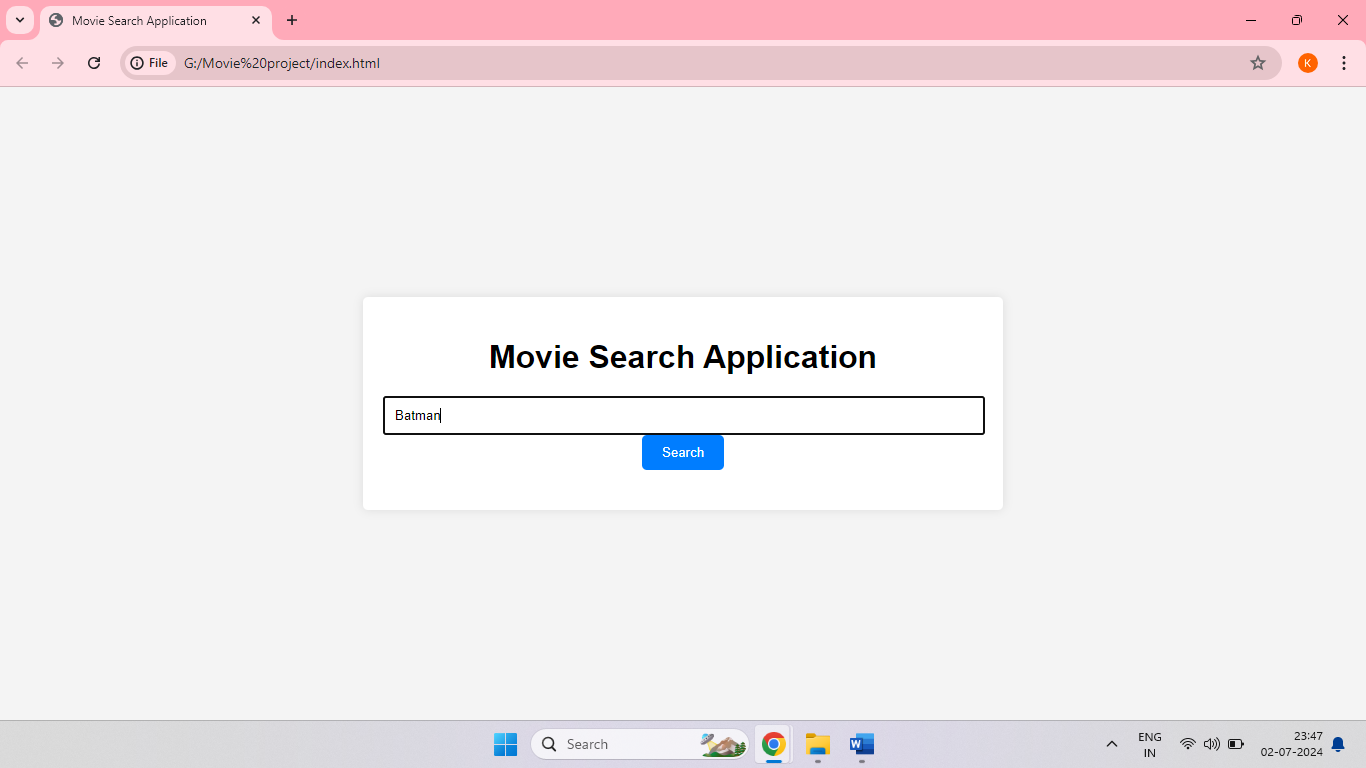 Movie Search Application
File
G:/Movie%20project/index.html
K
Movie Search Application
Batman
Search
Search
W
ENG
IN
23:47
02-07-2024